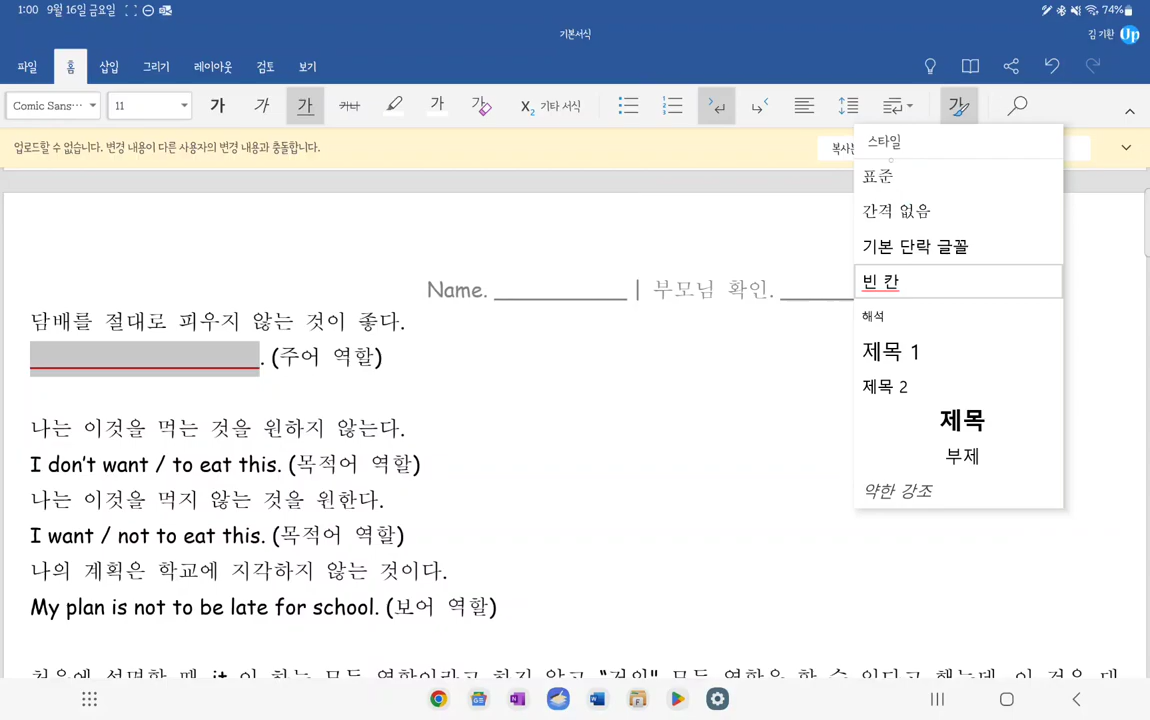 1:00 9월 16일 금요일
74%
기본서식
김 기환 Up
파일 홈 삽입 그리기 레이아웃 검토 보기
Comic Sans··· 11 가 가 가 가나 가 가 X₂ 기타 서식 가
업로드할 수 없습니다. 변경 내용이 다른 사용자의 변경 내용과 충돌합니다.
스타일
표준
간격 없음
기본 단락 글꼴
빈 칸
해석
제목 1
제목 2
제목
부제
약한 강조
Name. ____________ | 부모님 확인. _______
담배를 절대로 피우지 않는 것이 좋다.
____________________. (주어 역할)
나는 이것을 먹는 것을 원하지 않는다.
I don't want / to eat this. (목적어 역할)
나는 이것을 먹지 않는 것을 원한다.
I want / not to eat this. (목적어 역할)
나의 계획은 학교에 지각하지 않는 것이다.
My plan is not to be late for school. (보어 역할)